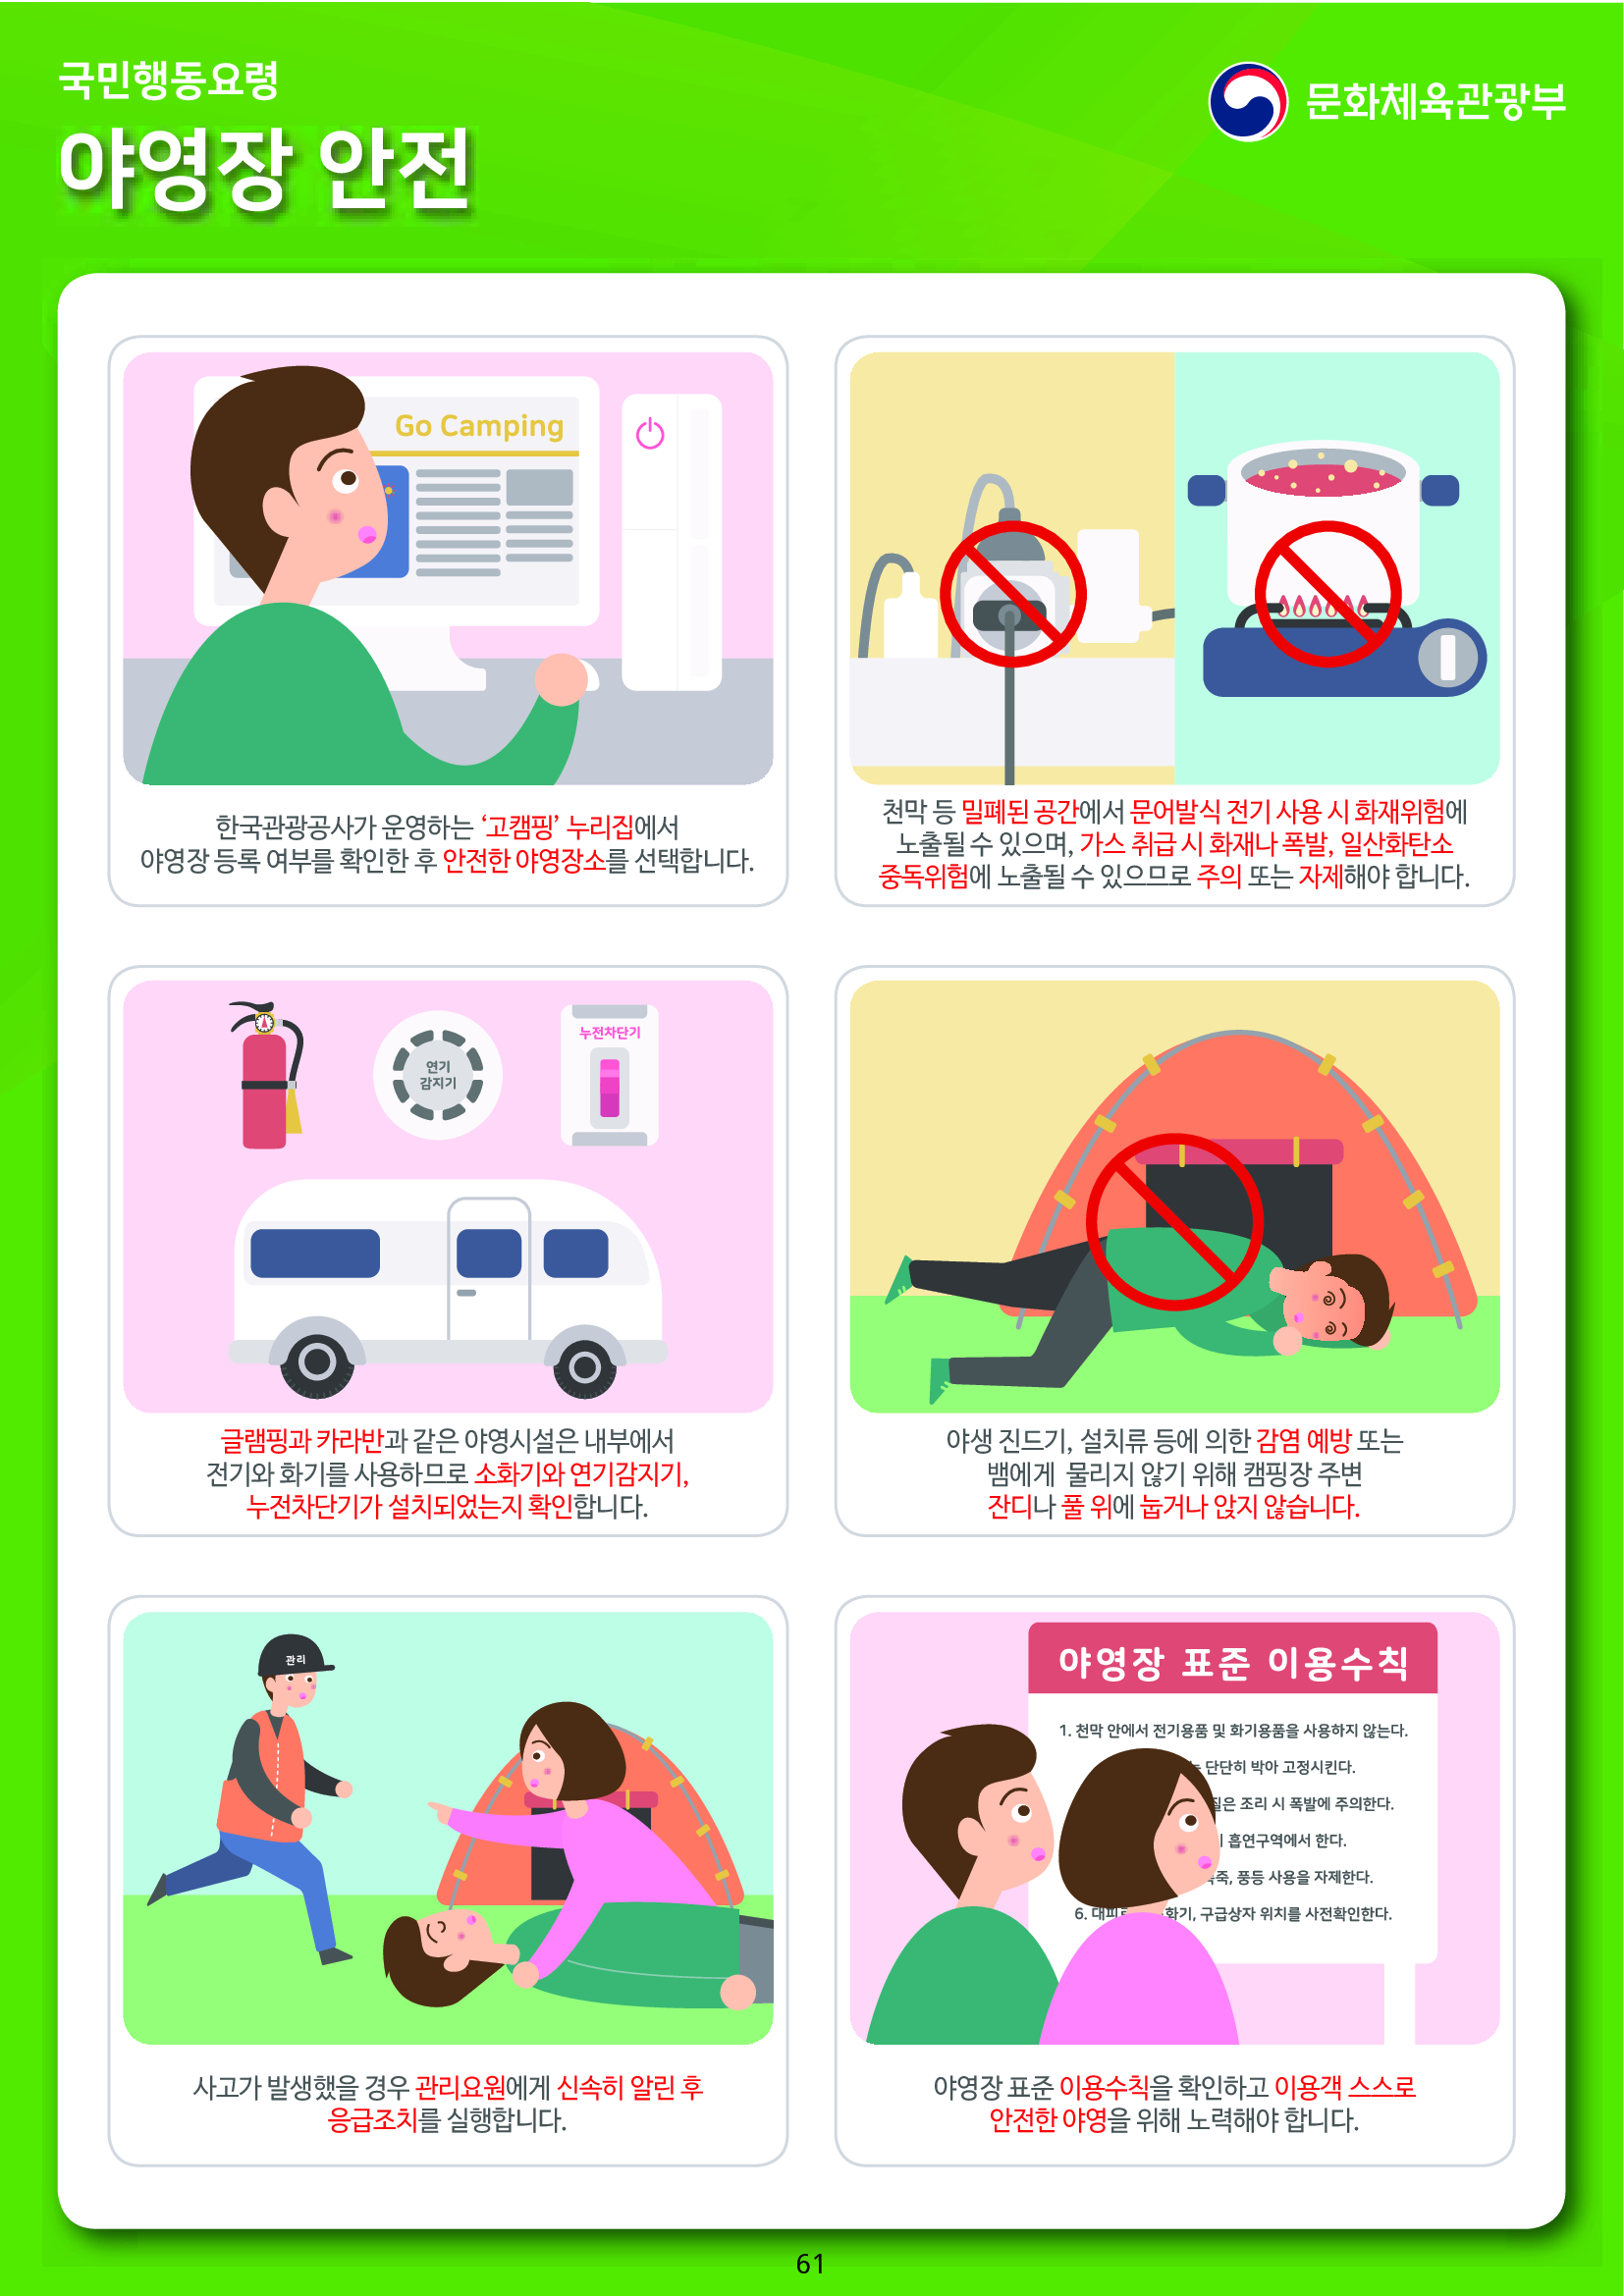 국민행동요령
야영장 안전
문화체육관광부
Go Camping
한국관광공사가 운영하는 ‘고캠핑’ 누리집에서
야영장 등록 여부를 확인한 후 안전한 야영장소를 선택합니다.
천막 등 밀폐된 공간에서 문어발식 전기 사용 시 화재위험에
노출될 수 있으며, 가스 취급 시 화재나 폭발, 일산화탄소
중독위험에 노출될 수 있으므로 주의 또는 자제해야 합니다.
연기
감지기
누전차단기
글램핑과 카라반과 같은 야영시설은 내부에서
전기와 화기를 사용하므로 소화기와 연기감지기,
누전차단기가 설치되었는지 확인합니다.
야생 진드기, 설치류 등에 의한 감염 예방 또는
뱀에게 물리지 않기 위해 캠핑장 주변
잔디나 풀 위에 눕거나 앉지 않습니다.
관리
사고가 발생했을 경우 관리요원에게 신속히 알린 후
응급조치를 실행합니다.
야영장 표준 이용수칙
1. 천막 안에서 전기용품 및 화기용품을 사용하지 않는다.
단단히 박아 고정시킨다.
조리 시 폭발에 주의한다.
흡연구역에서 한다.
풍등 사용을 자제한다.
6. 구급상자 위치를 사전확인한다.
야영장 표준 이용수칙을 확인하고 이용객 스스로
안전한 야영을 위해 노력해야 합니다.
61